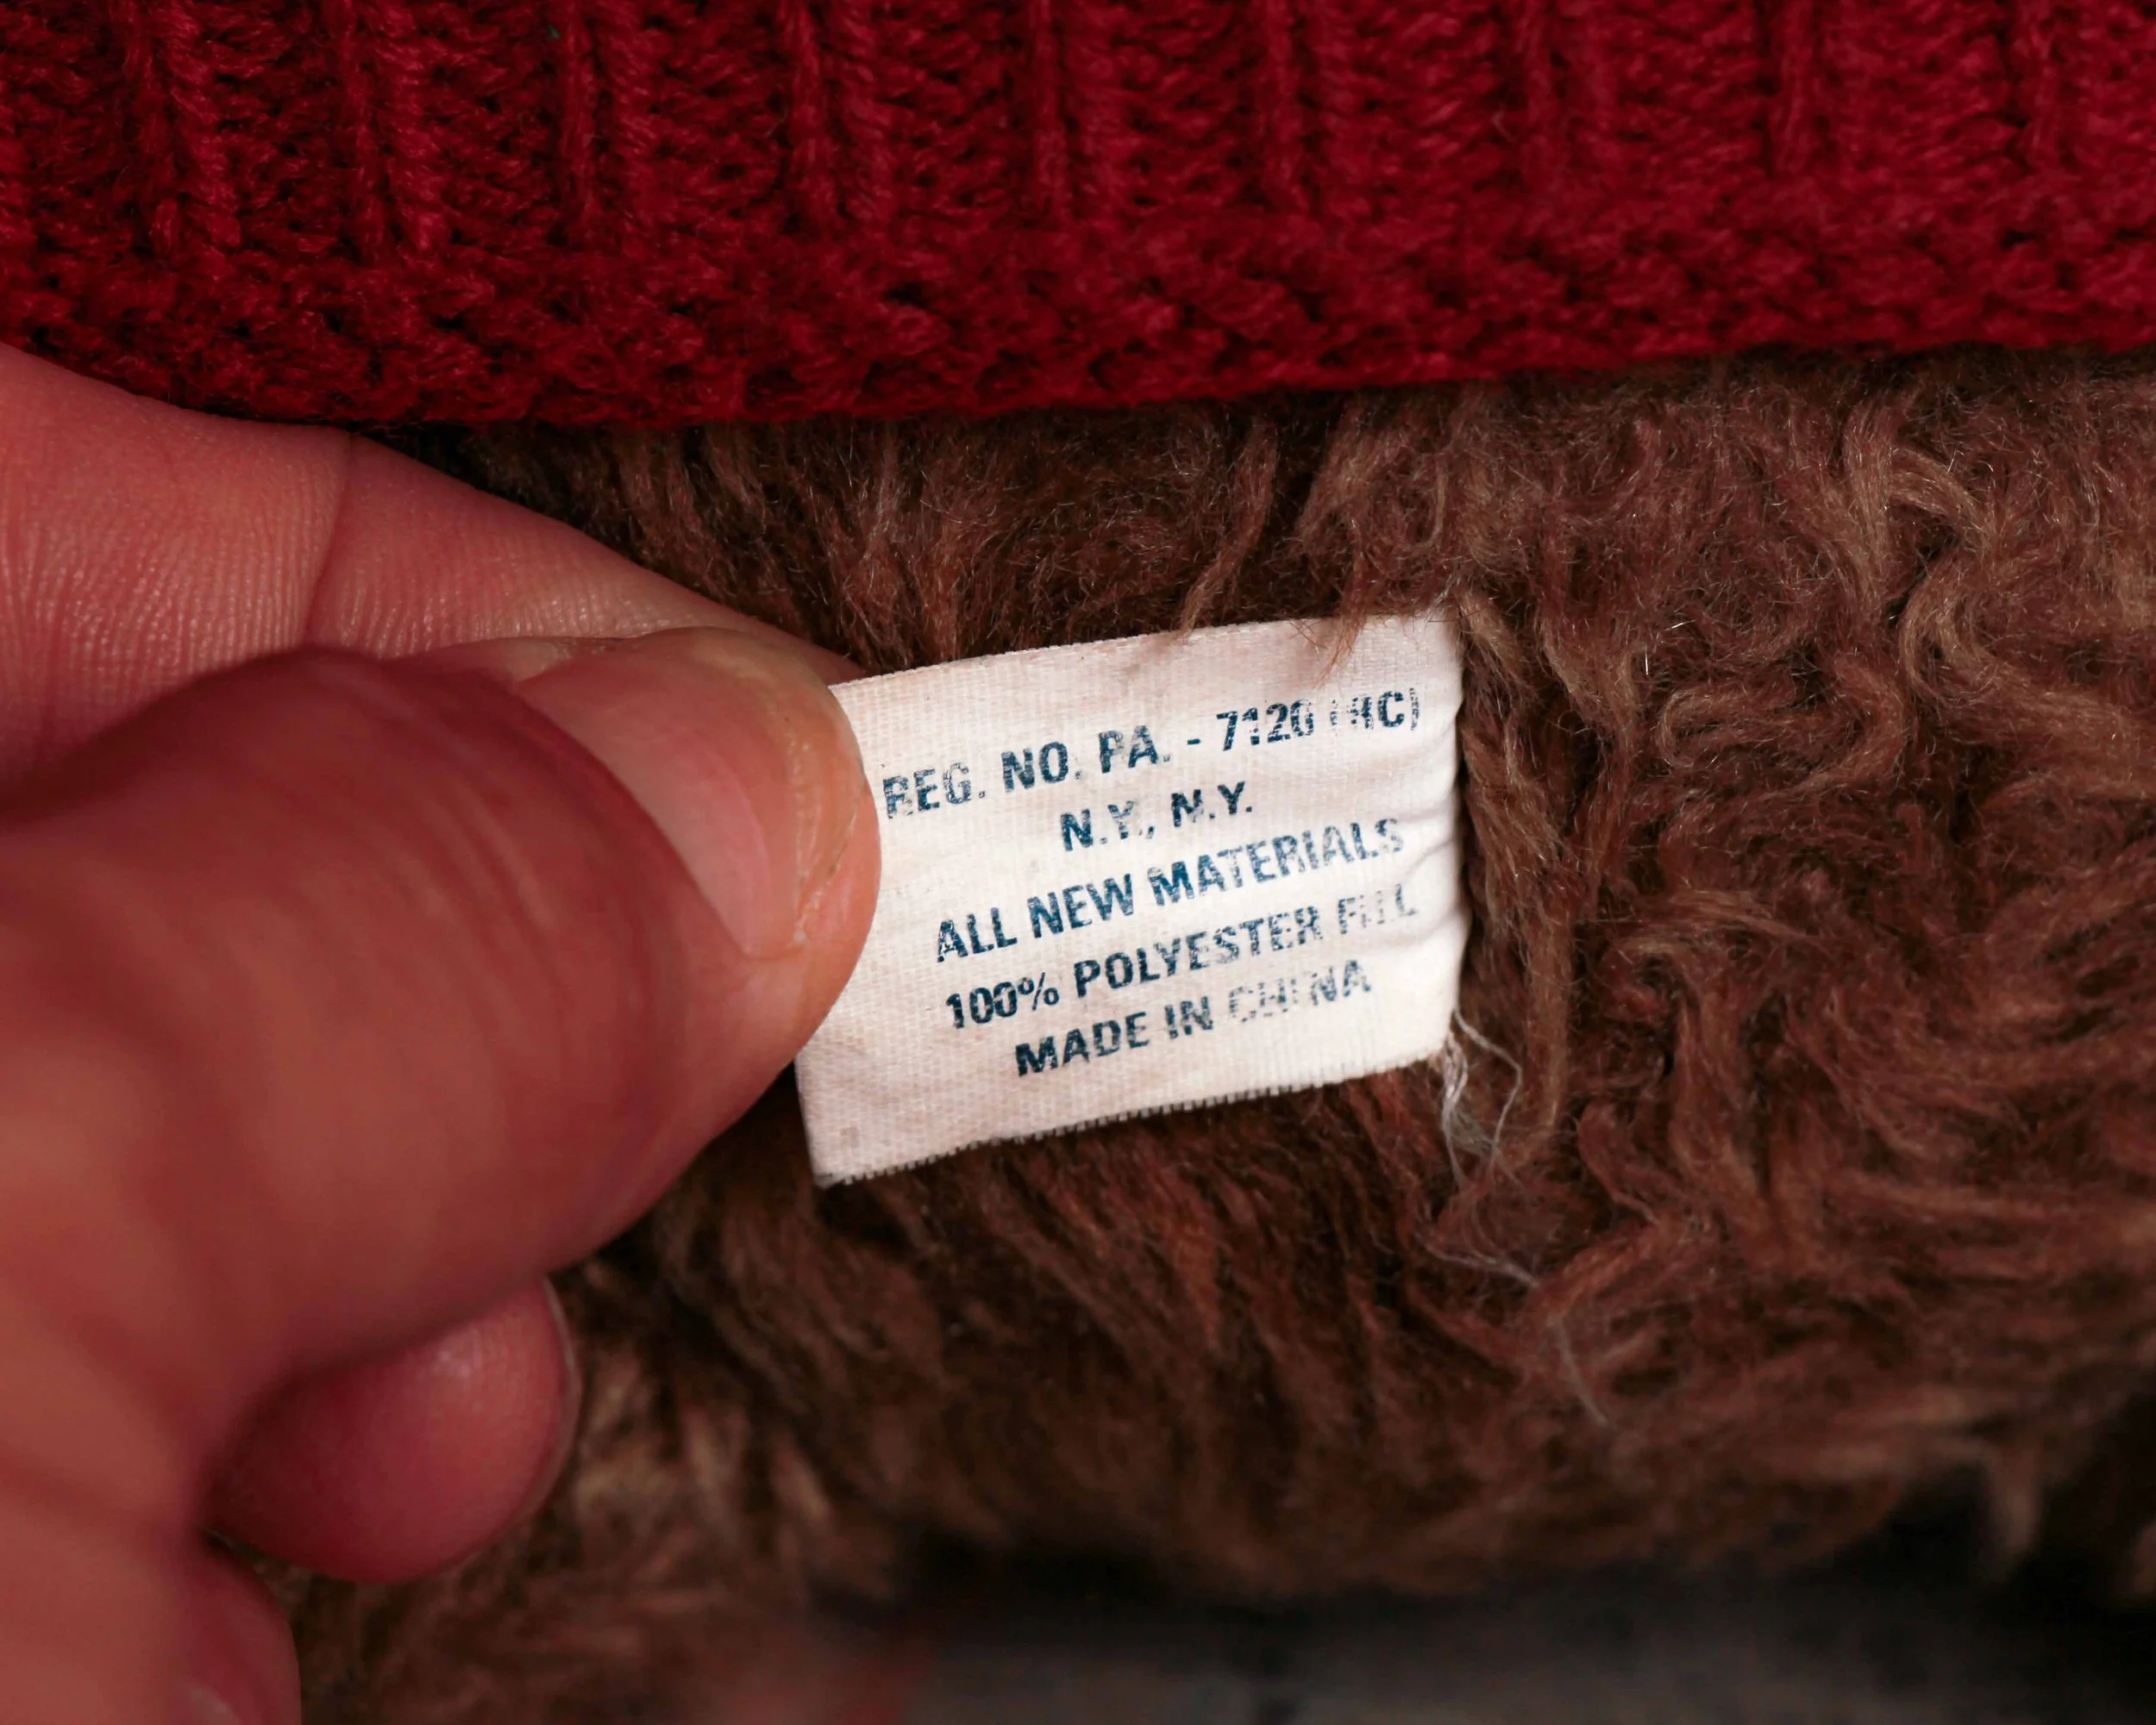 REG. NO. PA. - 7120 (HC)
N.Y., N.Y.
ALL NEW MATERIALS
100% POLYESTER FILL
MADE IN CHINA